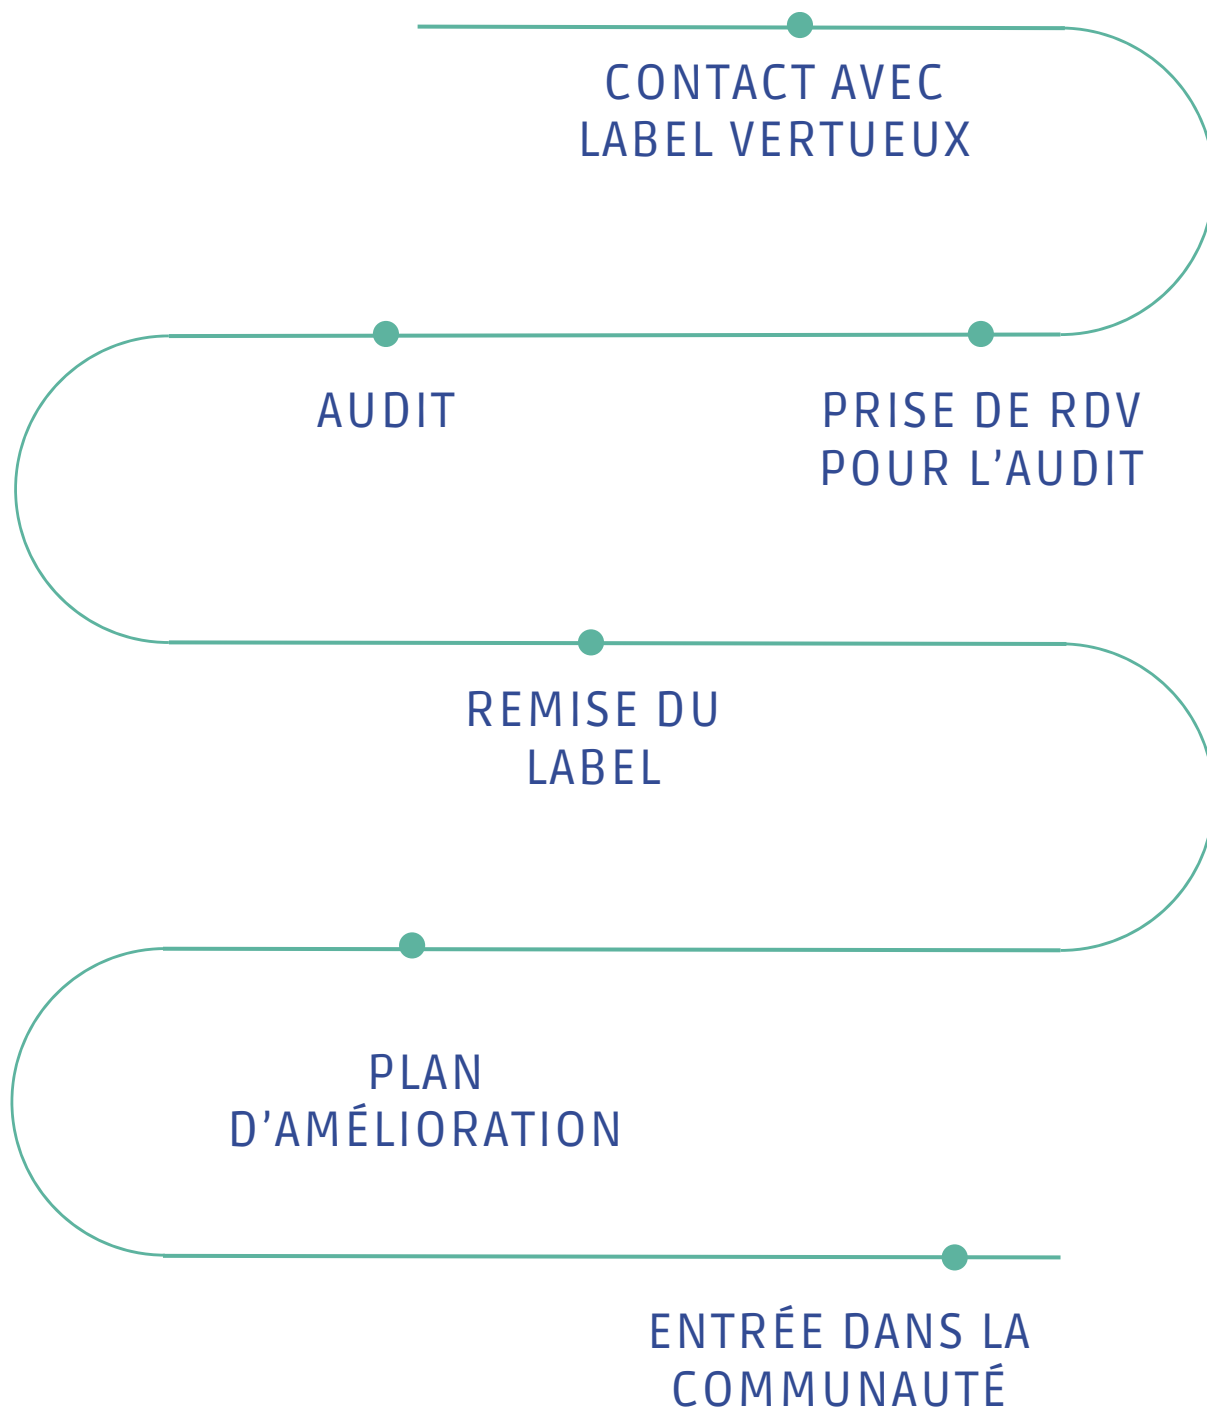 CONTACT AVEC
LABEL VERTUEUX
PRISE DE RDV
POUR L’AUDIT
AUDIT
REMISE DU
LABEL
PLAN
D’AMÉLIORATION
ENTRÉE DANS LA
COMMUNAUTÉ